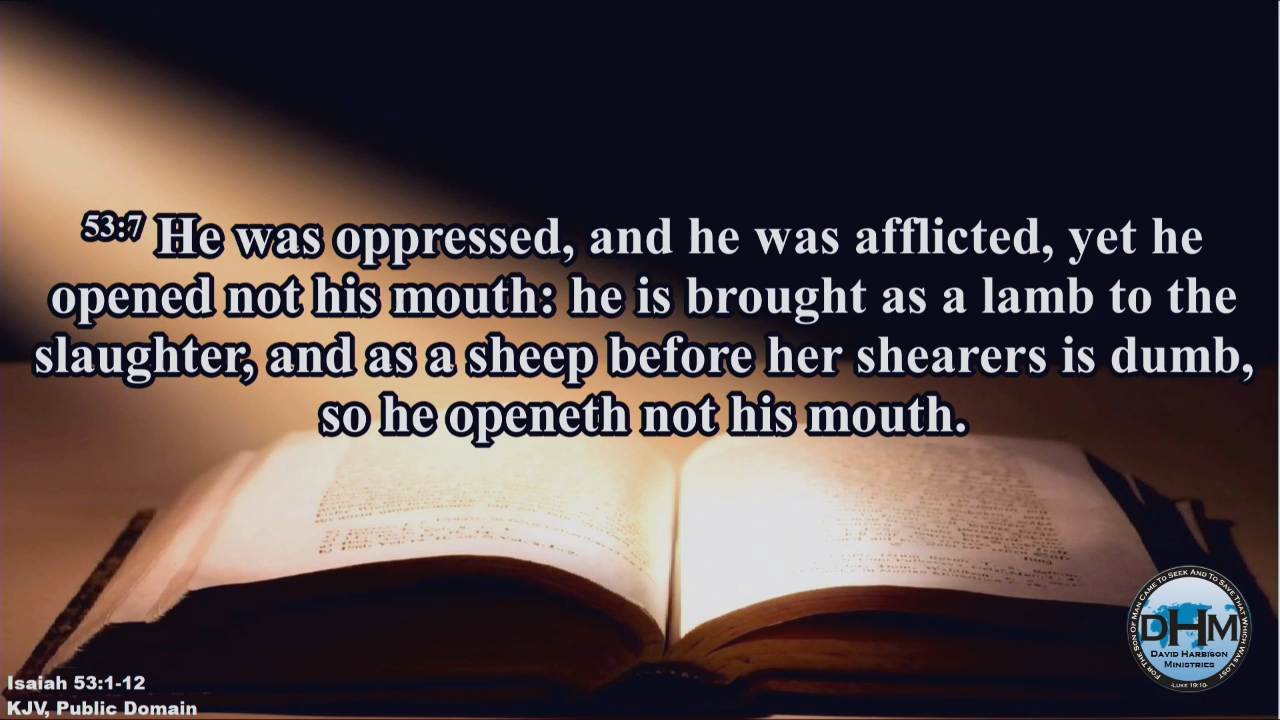 53:7 He was oppressed, and he was afflicted, yet he
opened not his mouth: he is brought as a lamb to the
slaughter, and as a sheep before her shearers is dumb,
so he openeth not his mouth.
For The Son Of Man Came To Seek And To Save That Which Was Lost
DHM
David Harbison
Ministries
-Luke 19:10-
Isaiah 53:1-12
KJV, Public Domain